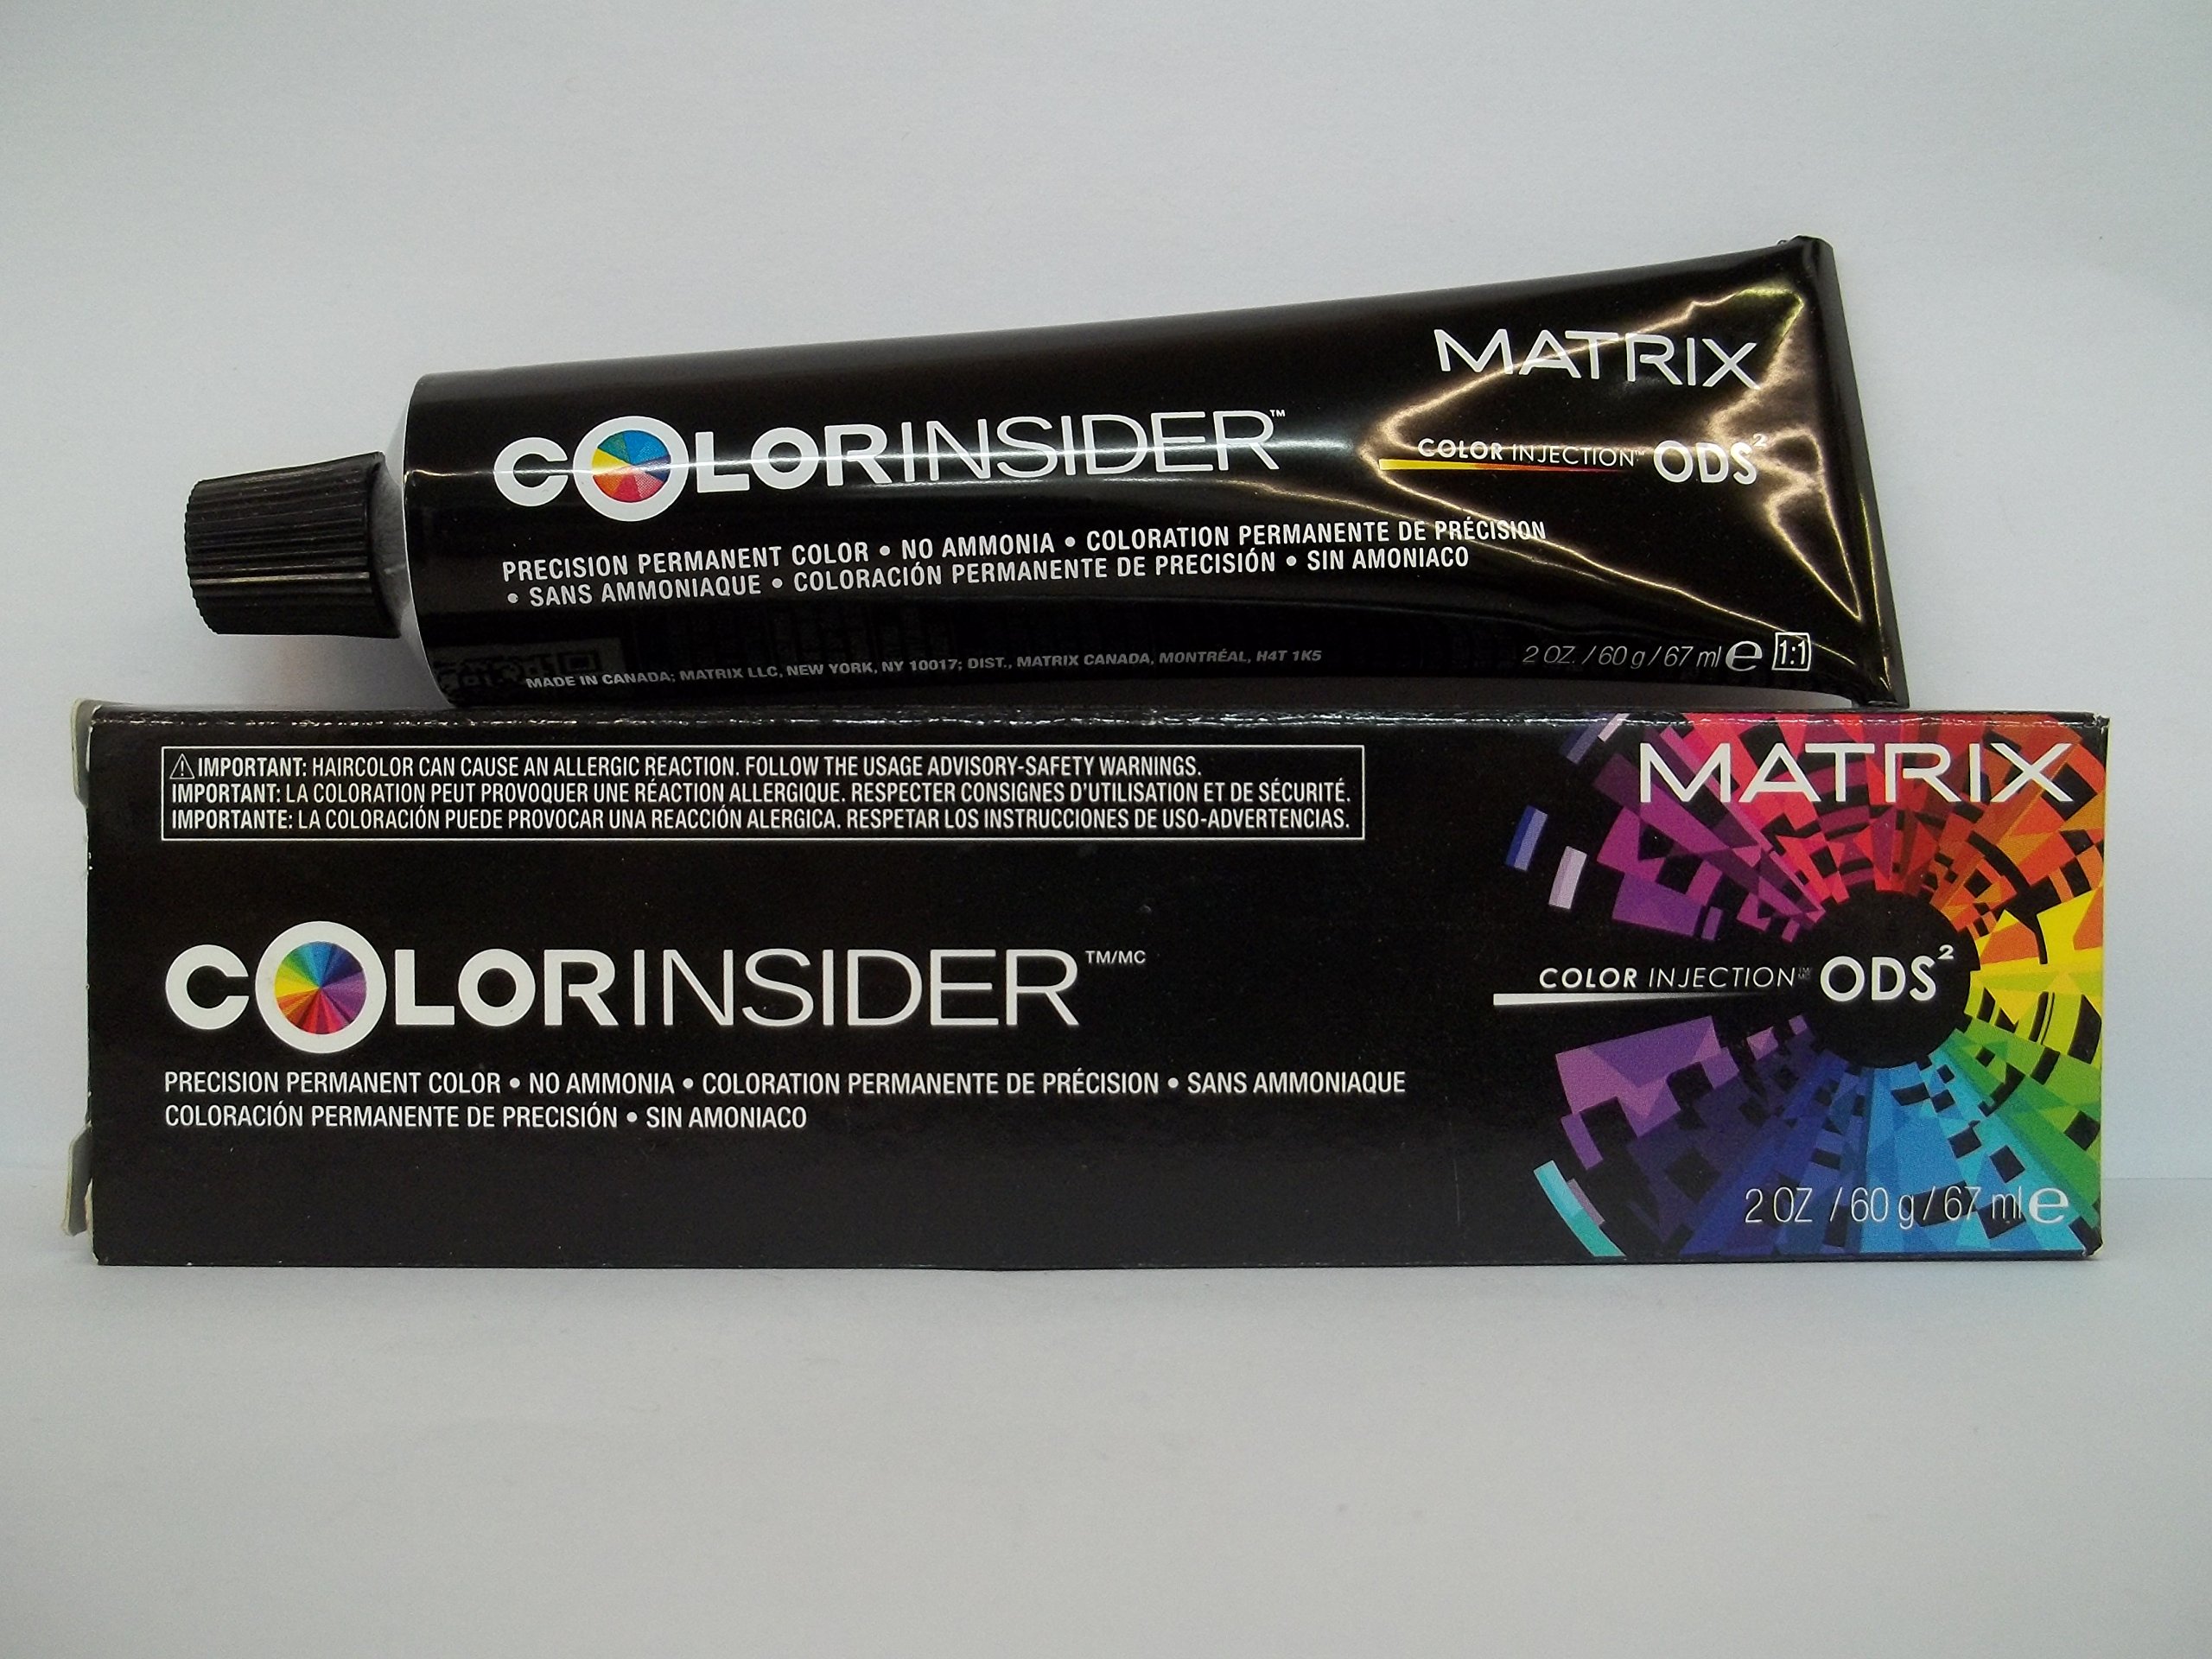 MATRIX
COLORINSIDER™
COLOR INJECTION™ ODS²
PRECISION PERMANENT COLOR • NO AMMONIA • COLORATION PERMANENTE DE PRÉCISION
• SANS AMMONIAQUE • COLORACIÓN PERMANENTE DE PRECISIÓN • SIN AMONIACO
MADE IN CANADA; MATRIX LLC, NEW YORK, NY 10017; DIST., MATRIX CANADA, MONTRÉAL, H4T 1K5
2 OZ. / 60 g / 67 ml e 1:1
⚠ IMPORTANT: HAIRCOLOR CAN CAUSE AN ALLERGIC REACTION. FOLLOW THE USAGE ADVISORY-SAFETY WARNINGS.
IMPORTANT: LA COLORATION PEUT PROVOQUER UNE RÉACTION ALLERGIQUE. RESPECTER CONSIGNES D'UTILISATION ET DE SÉCURITÉ.
IMPORTANTE: LA COLORACIÓN PUEDE PROVOCAR UNA REACCIÓN ALERGICA. RESPETAR LOS INSTRUCCIONES DE USO-ADVERTENCIAS.
MATRIX
COLORINSIDER TM/MC
COLOR INJECTION ODS²
PRECISION PERMANENT COLOR • NO AMMONIA • COLORATION PERMANENTE DE PRÉCISION • SANS AMMONIAQUE
COLORACIÓN PERMANENTE DE PRECISIÓN • SIN AMONIACO
2 OZ / 60 g / 67 ml e